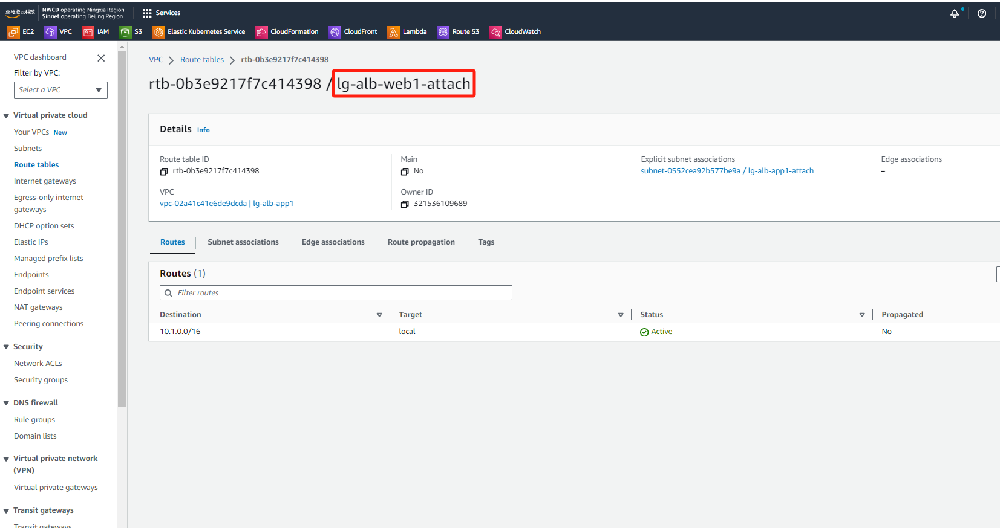 亚马逊云科技
NWCD operating Ningxia Region
Sinnet operating Beijing Region
Services
EC2 VPC IAM S3 Elastic Kubernetes Service CloudFormation CloudFront Lambda Route 53 CloudWatch
VPC dashboard
Filter by VPC:
Select a VPC
Virtual private cloud
Your VPCs New
Subnets
Route tables
Internet gateways
Egress-only internet
gateways
DHCP option sets
Elastic IPs
Managed prefix lists
Endpoints
Endpoint services
NAT gateways
Peering connections
Security
Network ACLs
Security groups
DNS firewall
Rule groups
Domain lists
Virtual private network
(VPN)
Virtual private gateways
Transit gateways
Transit gateways
VPC > Route tables > rtb-0b3e9217f7c414398
rtb-0b3e9217f7c414398 / lg-alb-web1-attach
Details Info
Route table ID
rtb-0b3e9217f7c414398
VPC
vpc-02a41c41e6de9dcda | lg-alb-app1
Main
No
Owner ID
321536109689
Explicit subnet associations
subnet-0552cea92b577be9a / lg-alb-app1-attach
Edge associations
–
Routes Subnet associations Edge associations Route propagation Tags
Routes (1)
Filter routes
Destination Target Status Propagated
10.1.0.0/16 local Active No